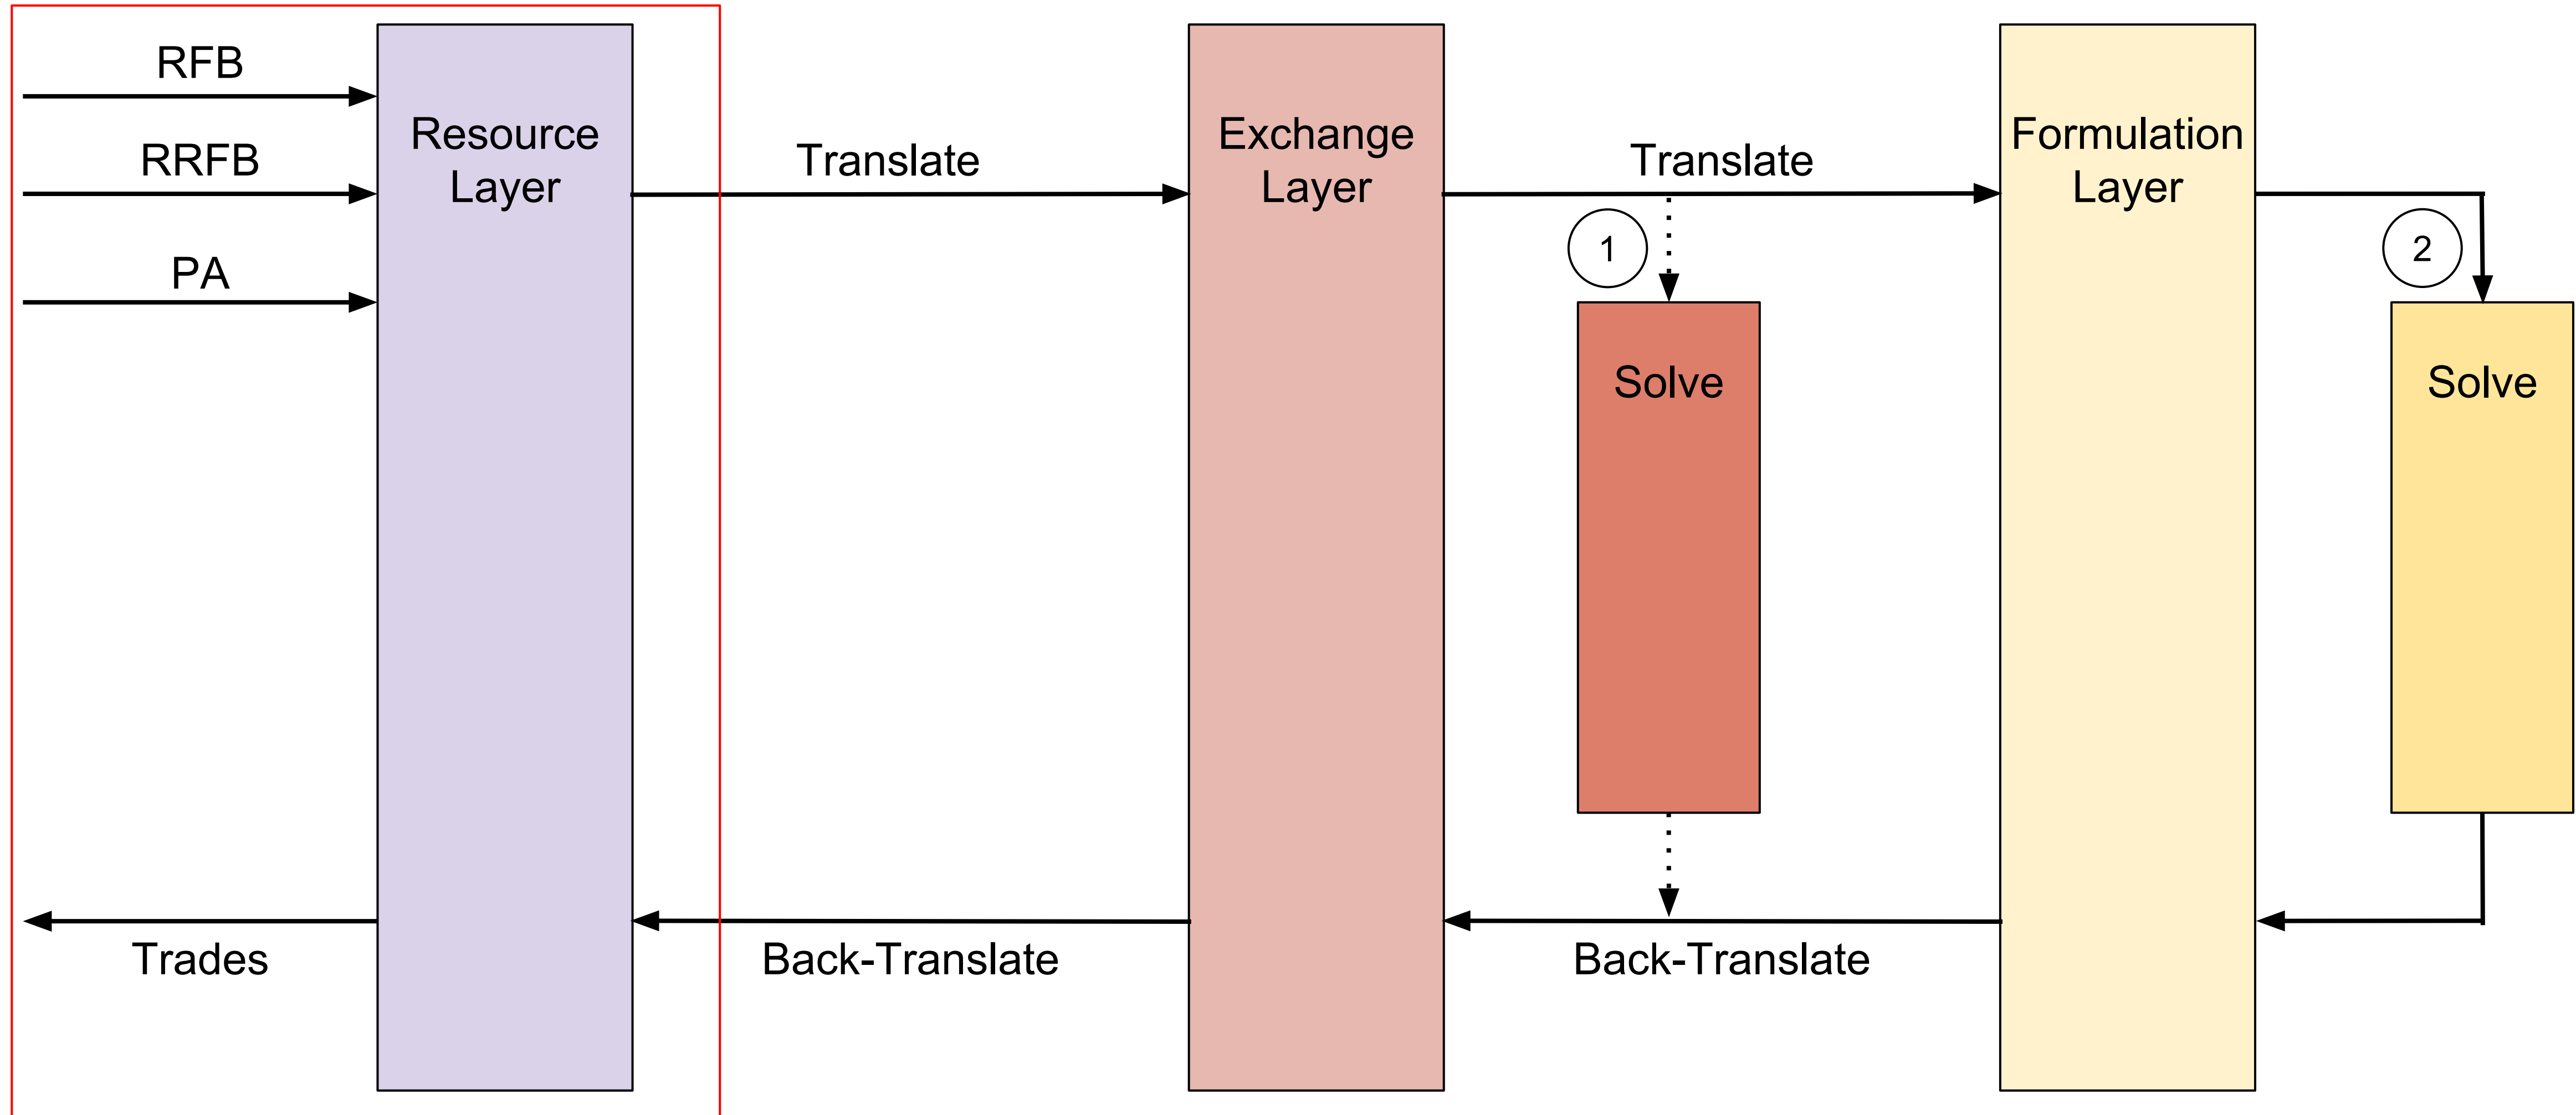 RFB
RRFB
PA
Resource
Layer
Translate
Exchange
Layer
Translate
1
Solve
Formulation
Layer
2
Solve
Trades
Back-Translate
Back-Translate